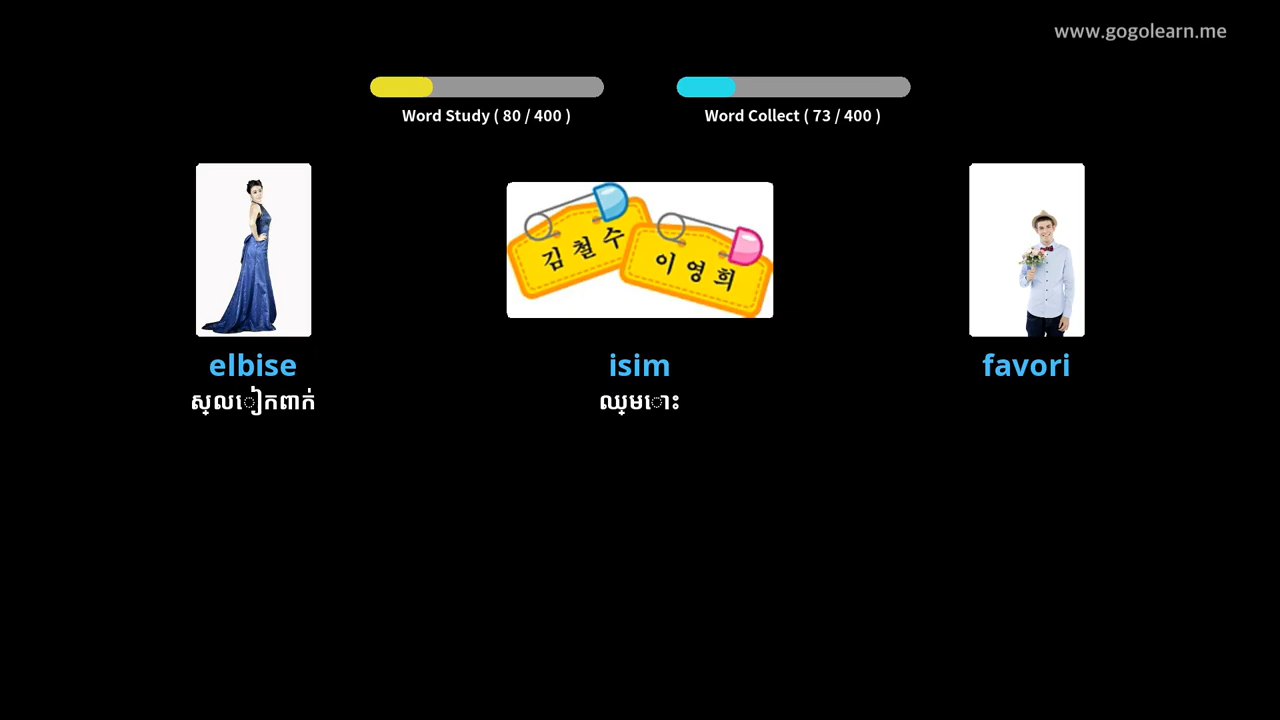 www.gogolearn.me
Word Study ( 80 / 400 )
Word Collect ( 73 / 400 )
김철수
이영희
elbise
isim
favori
ស្លៀកពាក់
ឈ្មោះ